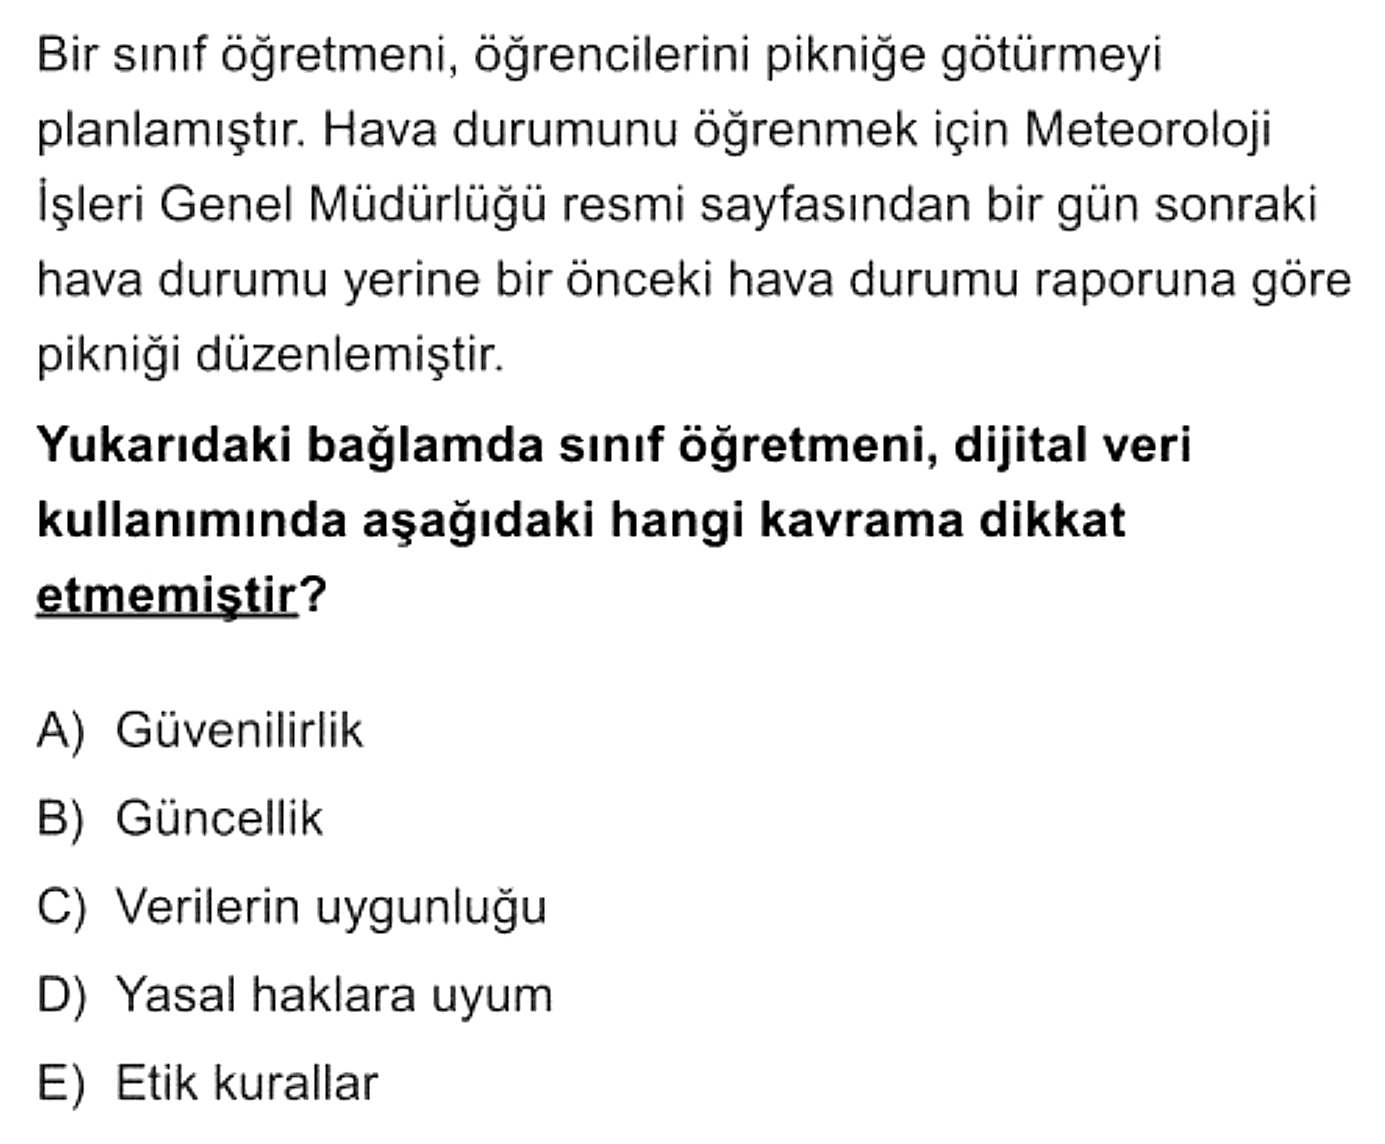 Bir sınıf öğretmeni, öğrencilerini pikniğe götürmeyi
planlamıştır. Hava durumunu öğrenmek için Meteoroloji
İşleri Genel Müdürlüğü resmi sayfasından bir gün sonraki
hava durumu yerine bir önceki hava durumu raporuna göre
pikniği düzenlemiştir.
Yukarıdaki bağlamda sınıf öğretmeni, dijital veri
kullanımında aşağıdaki hangi kavrama dikkat
etmemiştir?
A) Güvenilirlik
B) Güncellik
C) Verilerin uygunluğu
D) Yasal haklara uyum
E) Etik kurallar